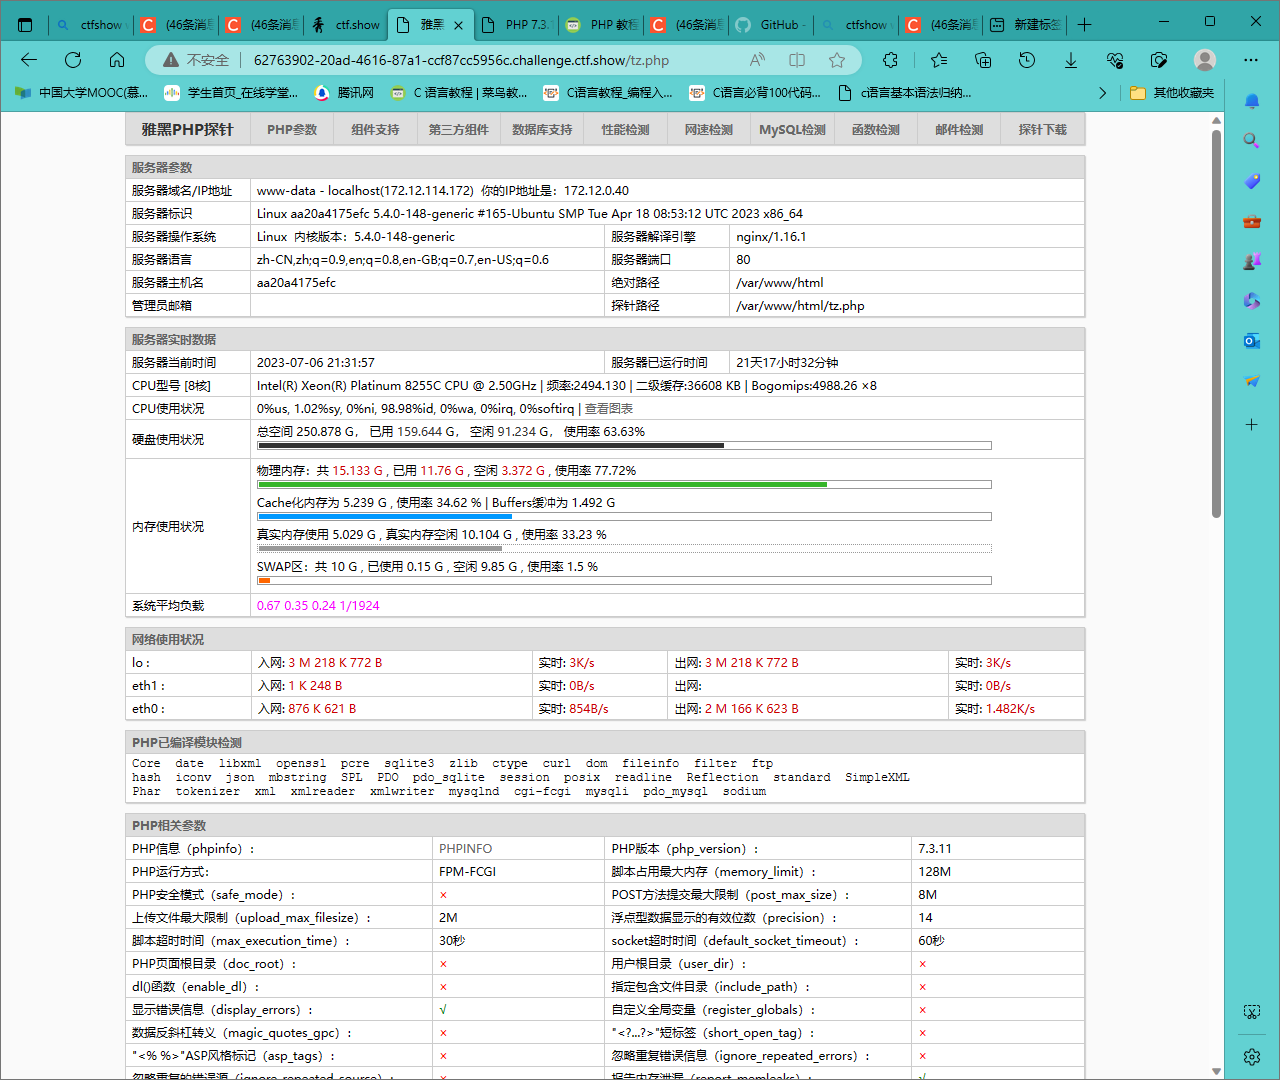 ctfshow
(46条消息
(46条消息
ctf.show
雅黑
PHP 7.3.1
PHP 教程
(46条消息
GitHub -
ctfshow
(46条消息
新建标签
不安全
62763902-20ad-4616-87a1-ccf87cc5956c.challenge.ctf.show/tz.php
中国大学MOOC(慕...
学生首页_在线学堂...
腾讯网
C 语言教程 | 菜鸟教...
C语言教程_编程入...
C语言必背100代码...
c语言基本语法归纳...
其他收藏夹
雅黑PHP探针 PHP参数 组件支持 第三方组件 数据库支持 性能检测 网速检测 MySQL检测 函数检测 邮件检测 探针下载
服务器参数
服务器域名/IP地址 www-data - localhost(172.12.114.172) 你的IP地址是：172.12.0.40
服务器标识 Linux aa20a4175efc 5.4.0-148-generic #165-Ubuntu SMP Tue Apr 18 08:53:12 UTC 2023 x86_64
服务器操作系统 Linux 内核版本：5.4.0-148-generic 服务器解译引擎 nginx/1.16.1
服务器语言 zh-CN,zh;q=0.9,en;q=0.8,en-GB;q=0.7,en-US;q=0.6 服务器端口 80
服务器主机名 aa20a4175efc 绝对路径 /var/www/html
管理员邮箱 探针路径 /var/www/html/tz.php
服务器实时数据
服务器当前时间 2023-07-06 21:31:57 服务器已运行时间 21天17小时32分钟
CPU型号 [8核] Intel(R) Xeon(R) Platinum 8255C CPU @ 2.50GHz | 频率:2494.130 | 二级缓存:36608 KB | Bogomips:4988.26 ×8
CPU使用状况 0%us, 1.02%sy, 0%ni, 98.98%id, 0%wa, 0%irq, 0%softirq | 查看图表
硬盘使用状况 总空间 250.878 G， 已用 159.644 G， 空闲 91.234 G， 使用率 63.63%
内存使用状况 物理内存：共 15.133 G , 已用 11.76 G , 空闲 3.372 G , 使用率 77.72%
Cache化内存为 5.239 G , 使用率 34.62 % | Buffers缓冲为 1.492 G
真实内存使用 5.029 G , 真实内存空闲 10.104 G , 使用率 33.23 %
SWAP区：共 10 G , 已使用 0.15 G , 空闲 9.85 G , 使用率 1.5 %
系统平均负载 0.67 0.35 0.24 1/1924
网络使用状况
lo : 入网: 3 M 218 K 772 B 实时: 3K/s 出网: 3 M 218 K 772 B 实时: 3K/s
eth1 : 入网: 1 K 248 B 实时: 0B/s 出网: 实时: 0B/s
eth0 : 入网: 876 K 621 B 实时: 854B/s 出网: 2 M 166 K 623 B 实时: 1.482K/s
PHP已编译模块检测
Core date libxml openssl pcre sqlite3 zlib ctype curl dom fileinfo filter ftp
hash iconv json mbstring SPL PDO pdo_sqlite session posix readline Reflection standard SimpleXML
Phar tokenizer xml xmlreader xmlwriter mysqlnd cgi-fcgi mysqli pdo_mysql sodium
PHP相关参数
PHP信息（phpinfo）： PHPINFO PHP版本（php_version）： 7.3.11
PHP运行方式： FPM-FCGI 脚本占用最大内存（memory_limit）： 128M
PHP安全模式（safe_mode）： × POST方法提交最大限制（post_max_size）： 8M
上传文件最大限制（upload_max_filesize）： 2M 浮点型数据显示的有效位数（precision）： 14
脚本超时时间（max_execution_time）： 30秒 socket超时时间（default_socket_timeout）： 60秒
PHP页面根目录（doc_root）： × 用户根目录（user_dir）： ×
dl()函数（enable_dl）： × 指定包含文件目录（include_path）： ×
显示错误信息（display_errors）： √ 自定义全局变量（register_globals）： ×
数据反斜杠转义（magic_quotes_gpc）： × "<?...?>"短标签（short_open_tag）： ×
"<% %>"ASP风格标记（asp_tags）： × 忽略重复错误信息（ignore_repeated_errors）： ×
忽略重复的错误源（ignore_repeated_source）： × 报告内存泄漏（report_memleaks）： √